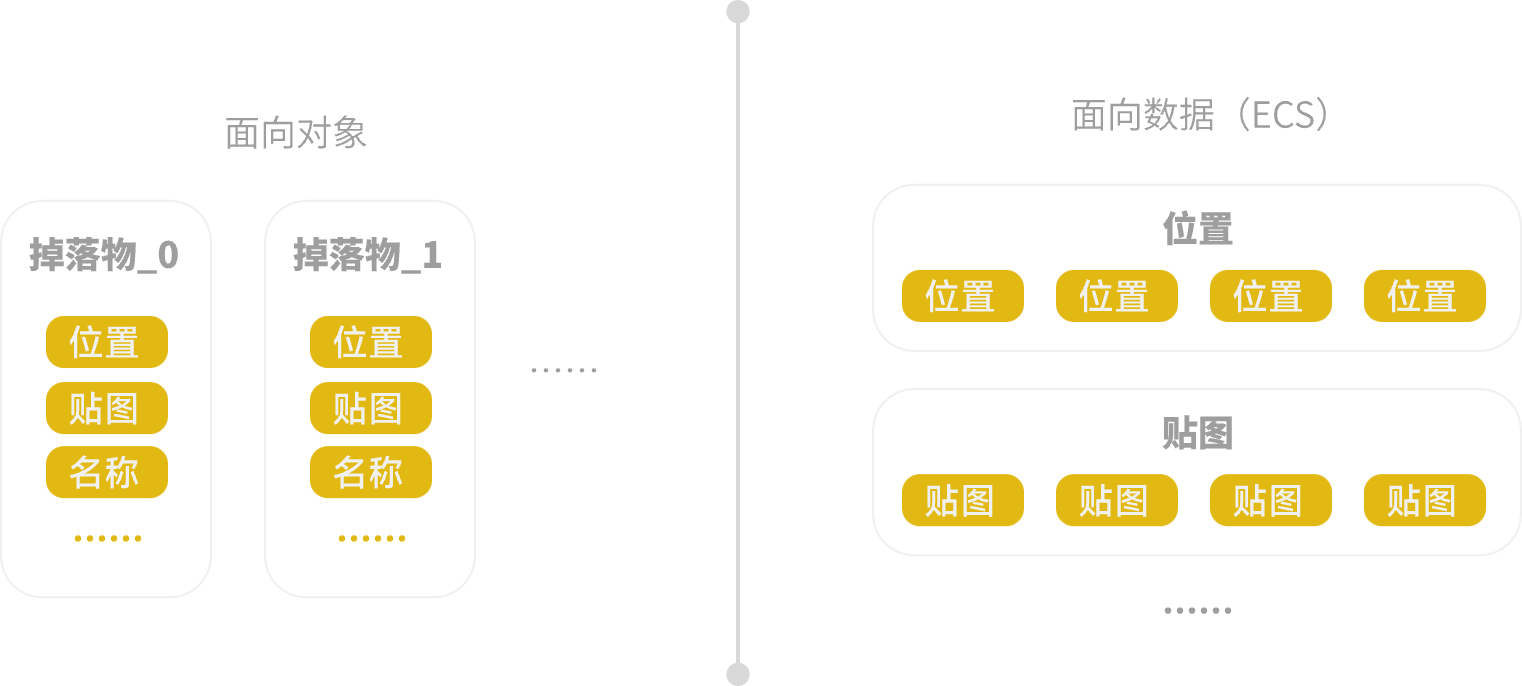 面向对象
掉落物_0
位置
贴图
名称
......
掉落物_1
位置
贴图
名称
......
......
面向数据（ECS）
位置
位置 位置 位置 位置
贴图
贴图 贴图 贴图 贴图
......